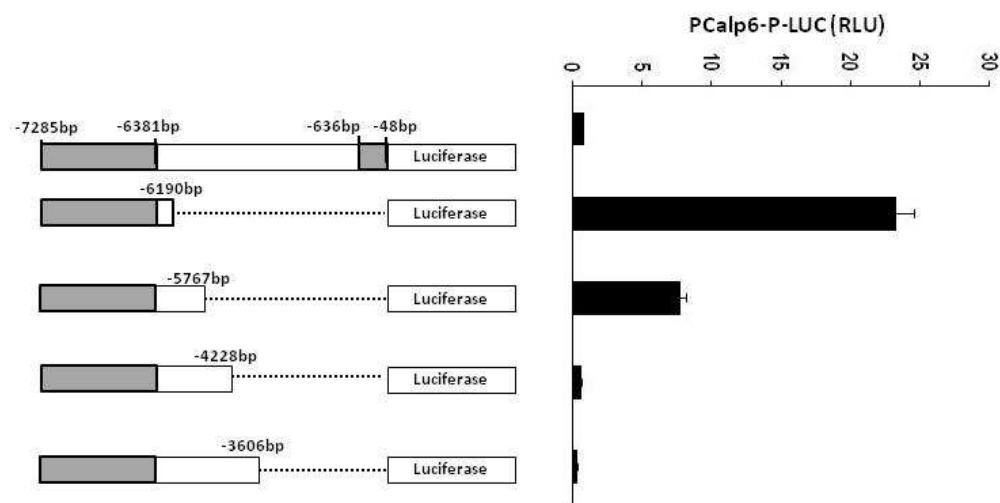 PCalp6-P-LUC (RLU)
0 5 10 15 20 25 30
-7285bp -6381bp -636bp -48bp
Luciferase
-6190bp
Luciferase
-5767bp
Luciferase
-4228bp
Luciferase
-3606bp
Luciferase